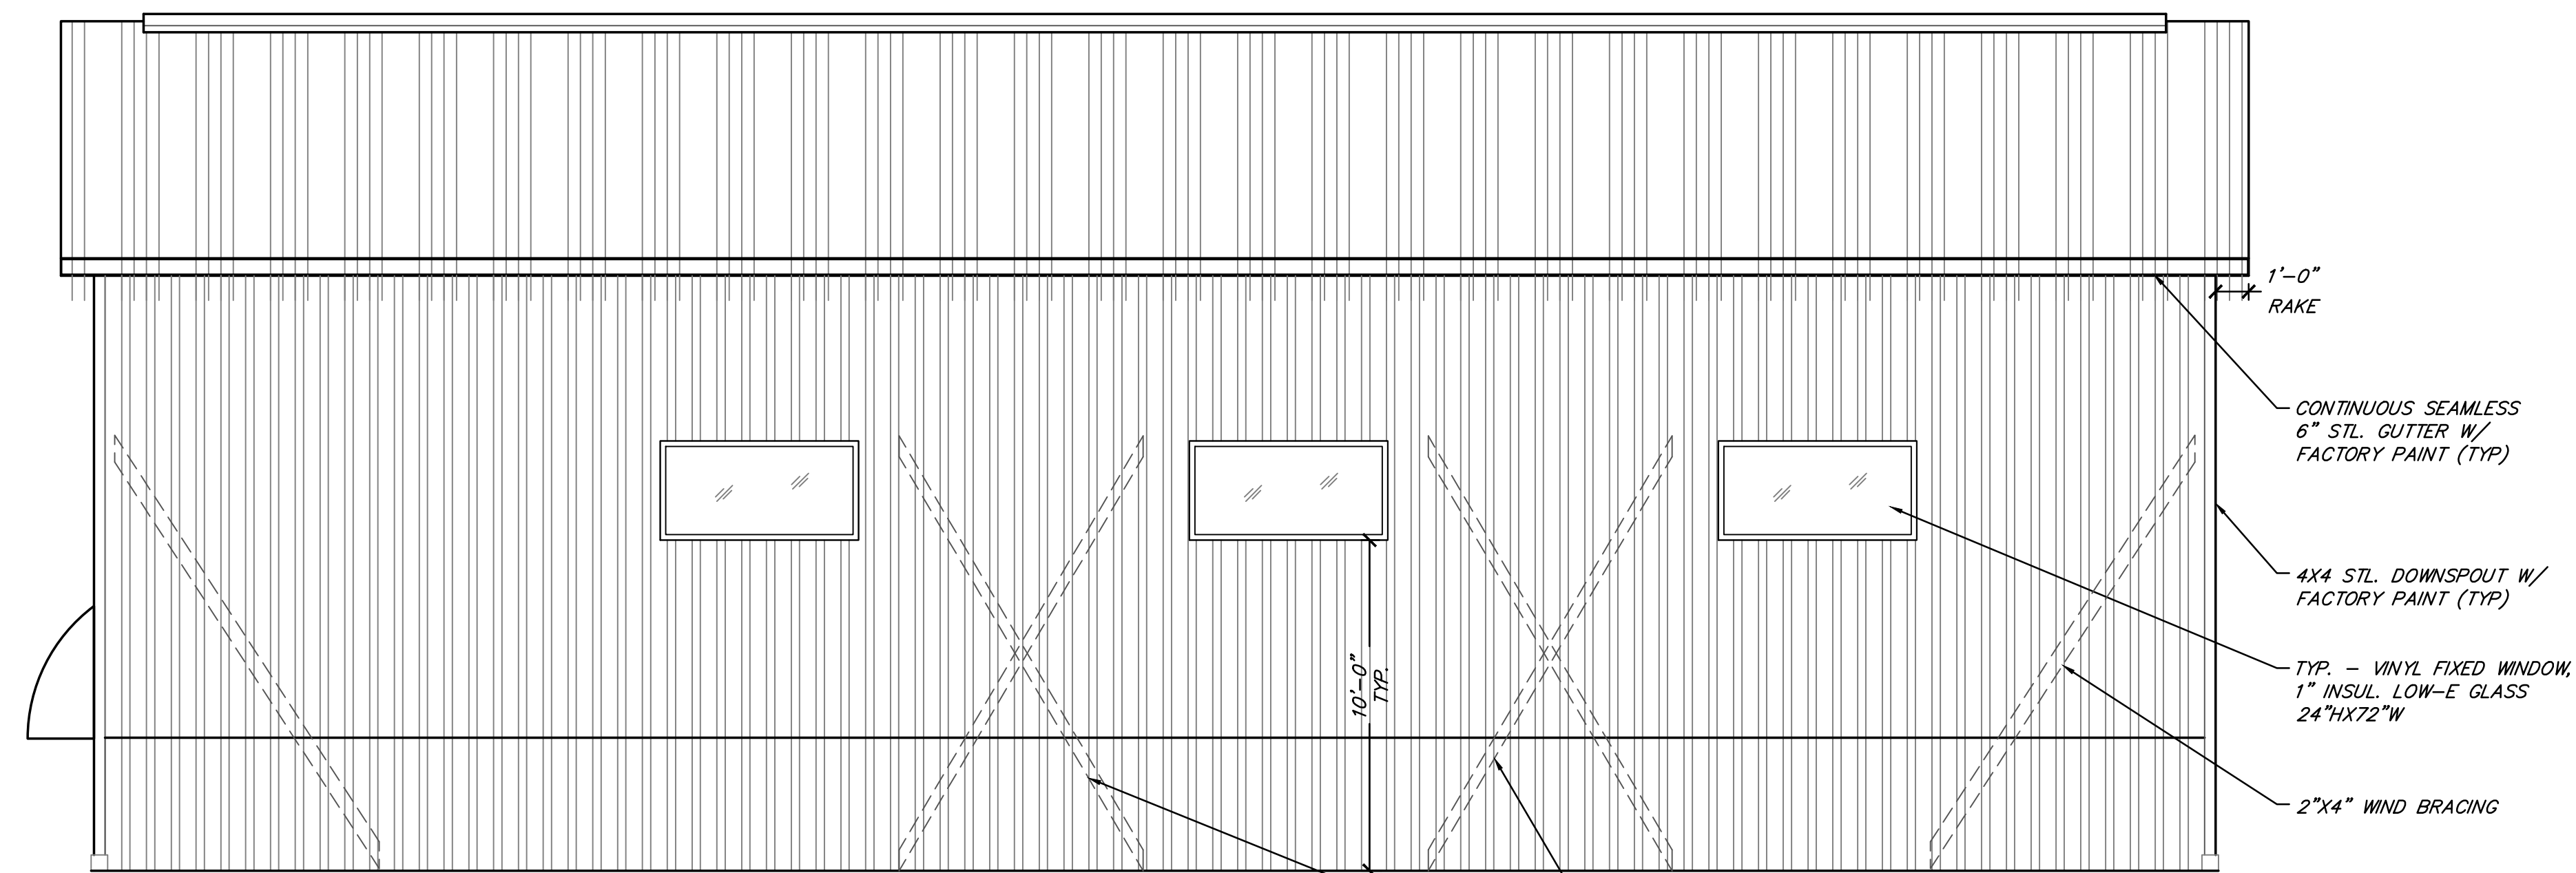 1'-0"
RAKE
CONTINUOUS SEAMLESS
6" STL. GUTTER W/
FACTORY PAINT (TYP)
4X4 STL. DOWNSPOUT W/
FACTORY PAINT (TYP)
10'-0"
TYP.
TYP. - VINYL FIXED WINDOW,
1" INSUL. LOW-E GLASS
24"HX72"W
2"X4" WIND BRACING